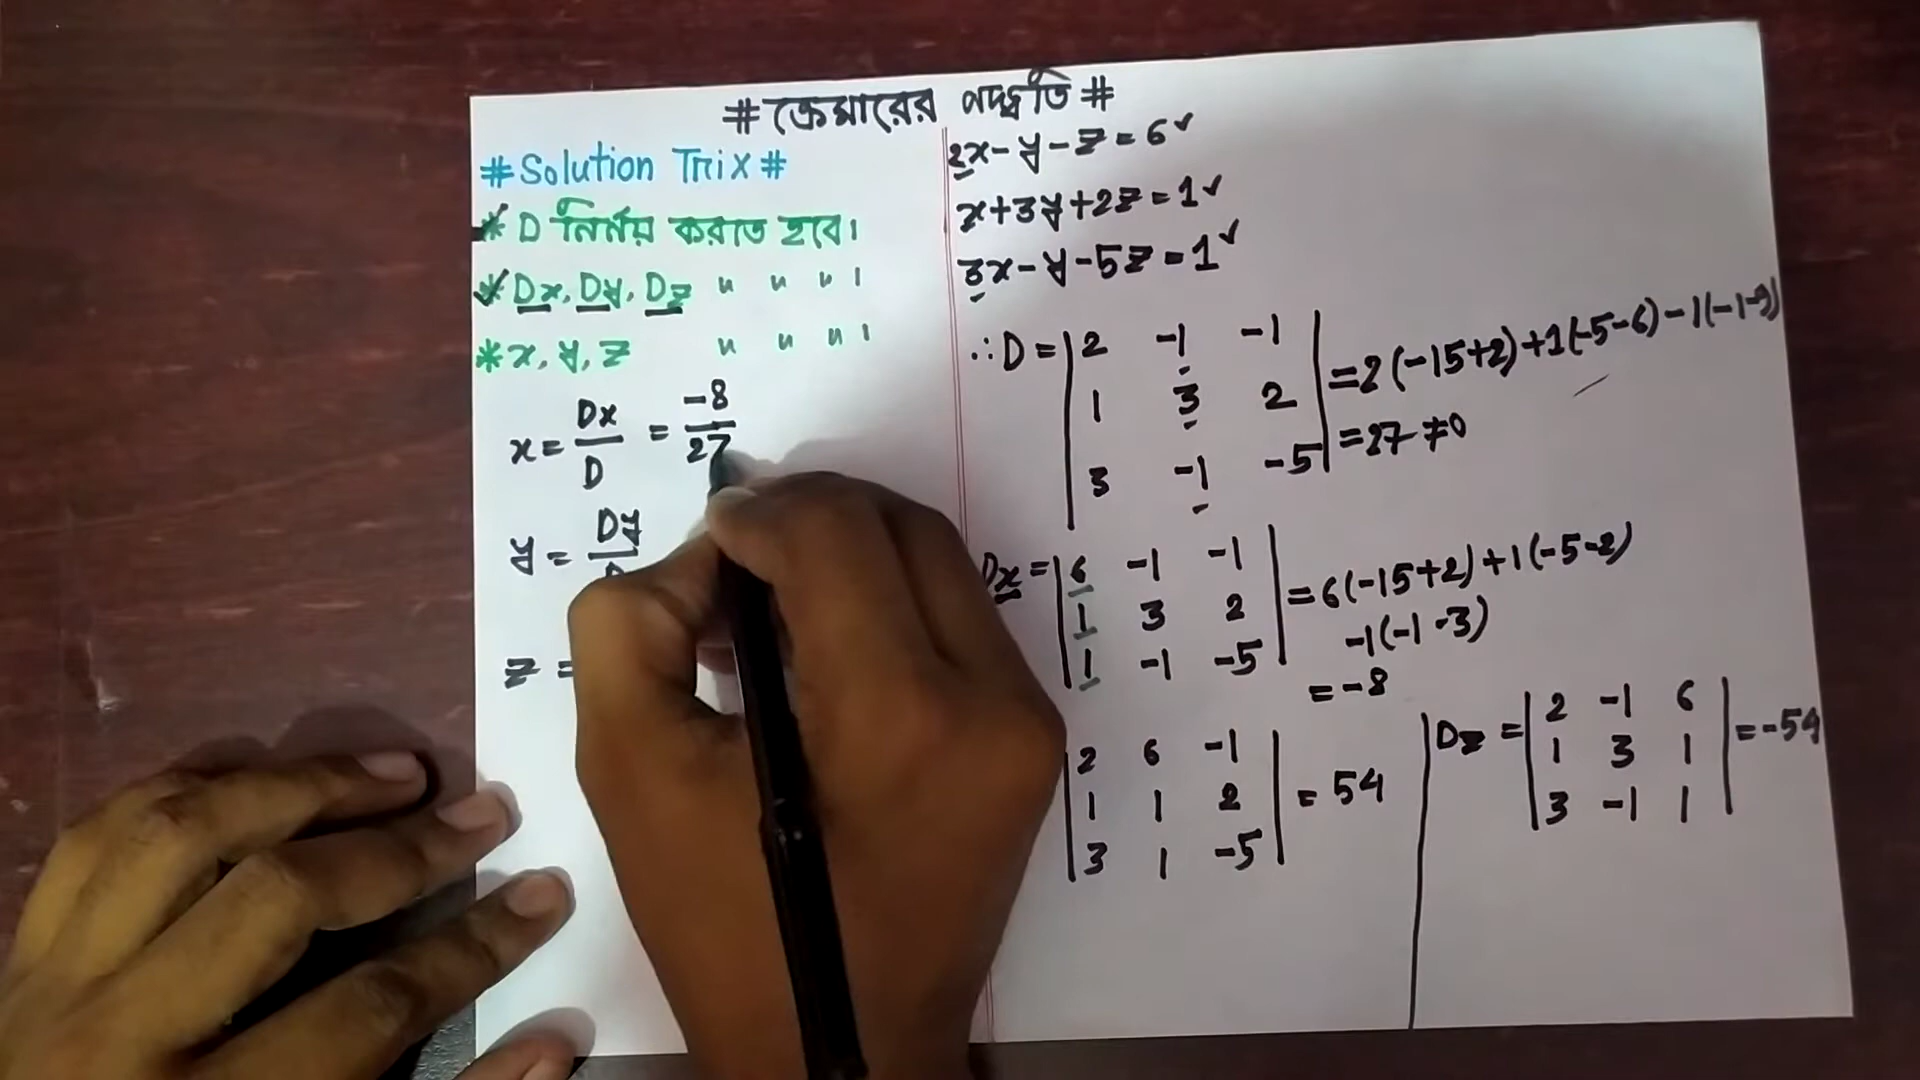 # ক্রেমারের পদ্ধতি #
# Solution Trix #
* D নির্ণয় করতে হবে।
* Dx, Dy, Dz " " " ।
* x, y, z " " " ।
x = Dx/D = -8/27
y = Dy/D
z =
2x - y - z = 6 ✓
x + 3y + 2z = 1 ✓
3x - y - 5z = 1 ✓
∴ D = | 2 -1 -1 | = 2(-15+2)+1(-5-6)-1(-1-9)
| 1 3 2 |
| 3 -1 -5 | = 27 ≠ 0
Dx = | 6 -1 -1 | = 6(-15+2)+1(-5-2)
| 1 3 2 | -1(-1-3)
| 1 -1 -5 |
= -8
| 2 6 -1 |
| 1 1 2 | = 54
| 3 1 -5 |
Dz = | 2 -1 6 | = -54
| 1 3 1 |
| 3 -1 1 |